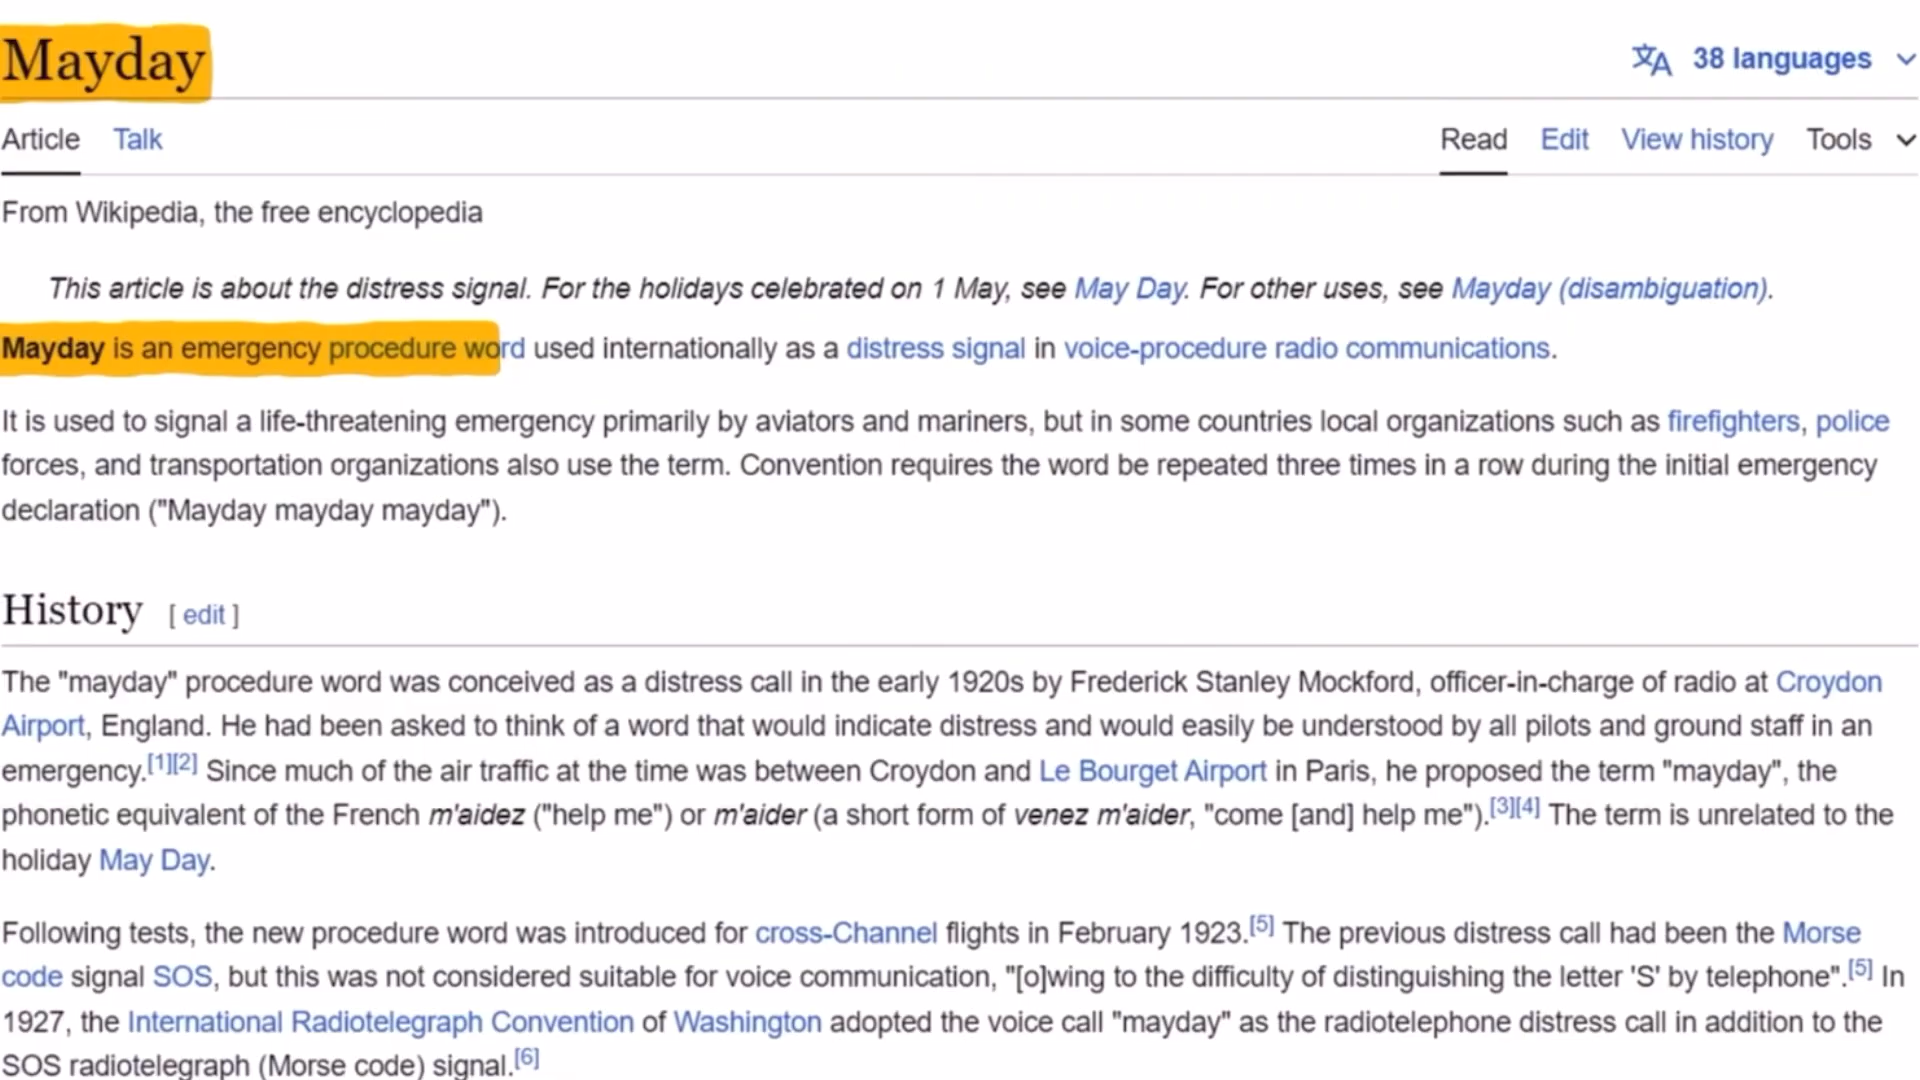 Mayday
38 languages
Article Talk Read Edit View history Tools
From Wikipedia, the free encyclopedia
This article is about the distress signal. For the holidays celebrated on 1 May, see May Day. For other uses, see Mayday (disambiguation).
Mayday is an emergency procedure word used internationally as a distress signal in voice-procedure radio communications.
It is used to signal a life-threatening emergency primarily by aviators and mariners, but in some countries local organizations such as firefighters, police
forces, and transportation organizations also use the term. Convention requires the word be repeated three times in a row during the initial emergency
declaration ("Mayday mayday mayday").
History [ edit ]
The "mayday" procedure word was conceived as a distress call in the early 1920s by Frederick Stanley Mockford, officer-in-charge of radio at Croydon
Airport, England. He had been asked to think of a word that would indicate distress and would easily be understood by all pilots and ground staff in an
emergency.[1][2] Since much of the air traffic at the time was between Croydon and Le Bourget Airport in Paris, he proposed the term "mayday", the
phonetic equivalent of the French m'aidez ("help me") or m'aider (a short form of venez m'aider, "come [and] help me").[3][4] The term is unrelated to the
holiday May Day.
Following tests, the new procedure word was introduced for cross-Channel flights in February 1923.[5] The previous distress call had been the Morse
code signal SOS, but this was not considered suitable for voice communication, "[o]wing to the difficulty of distinguishing the letter 'S' by telephone".[5] In
1927, the International Radiotelegraph Convention of Washington adopted the voice call "mayday" as the radiotelephone distress call in addition to the
SOS radiotelegraph (Morse code) signal.[6]